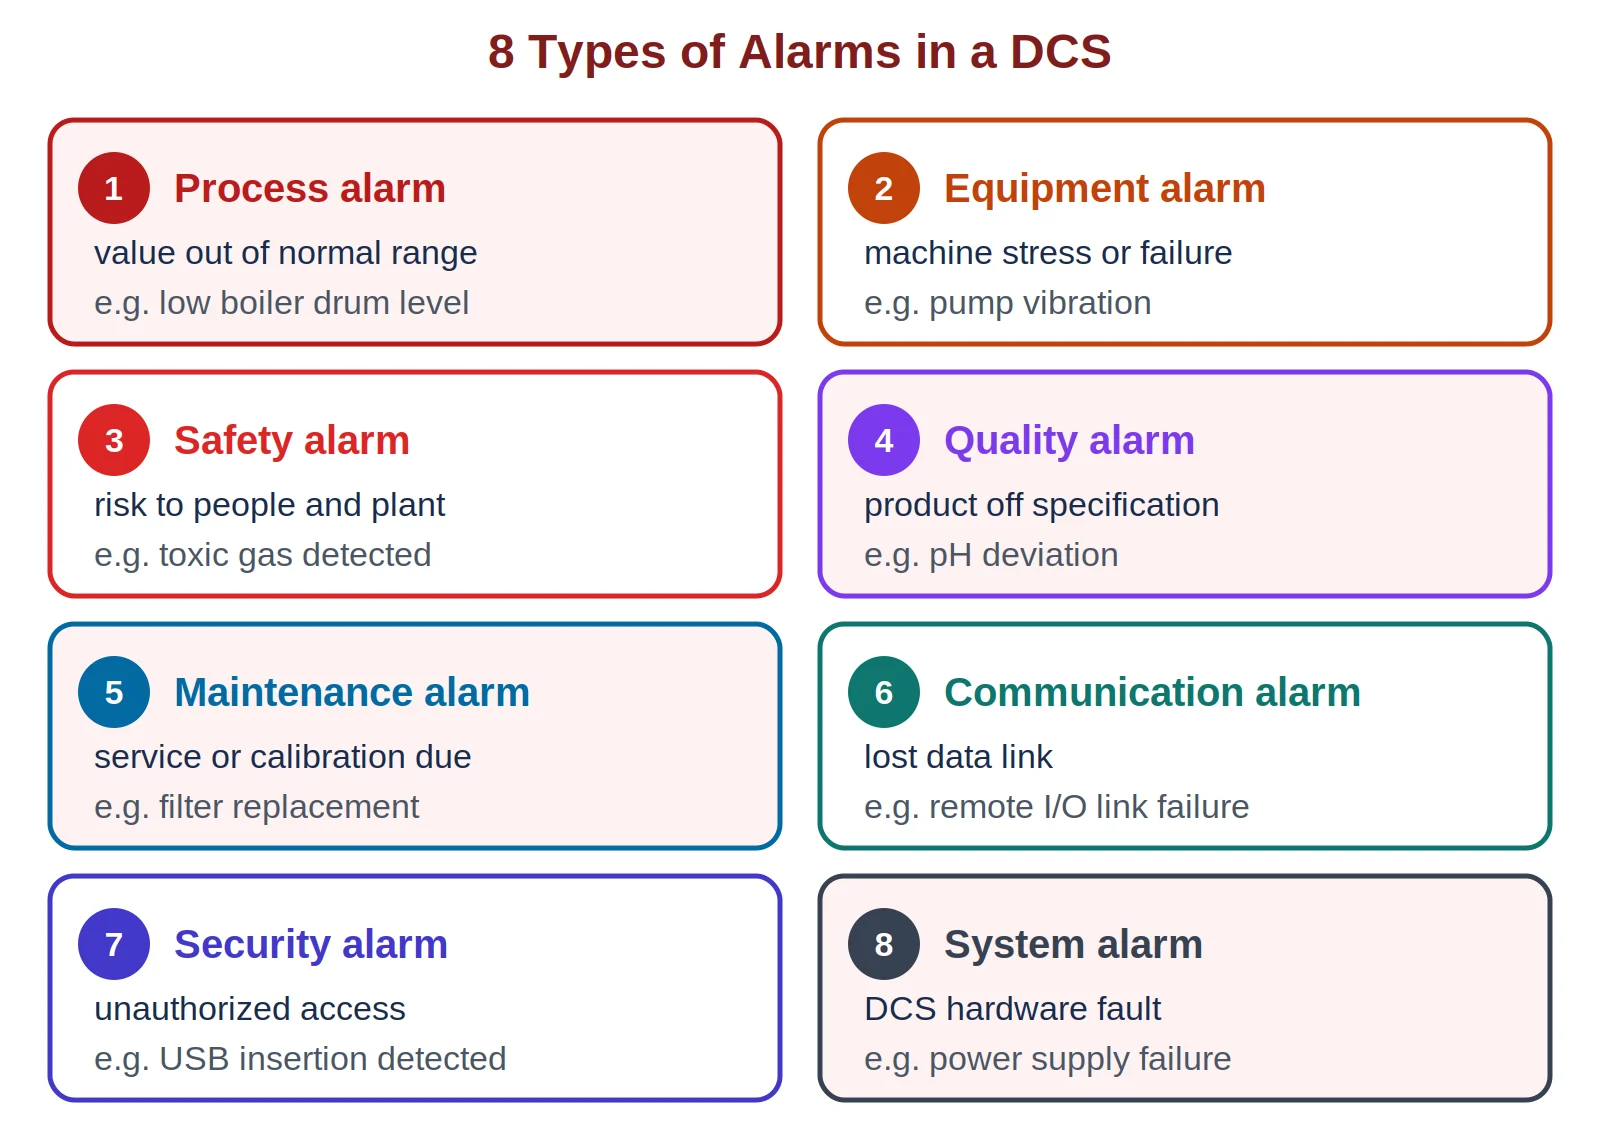 8 Types of Alarms in a DCS
1
Process alarm
value out of normal range
e.g. low boiler drum level
2
Equipment alarm
machine stress or failure
e.g. pump vibration
3
Safety alarm
risk to people and plant
e.g. toxic gas detected
4
Quality alarm
product off specification
e.g. pH deviation
5
Maintenance alarm
service or calibration due
e.g. filter replacement
6
Communication alarm
lost data link
e.g. remote I/O link failure
7
Security alarm
unauthorized access
e.g. USB insertion detected
8
System alarm
DCS hardware fault
e.g. power supply failure